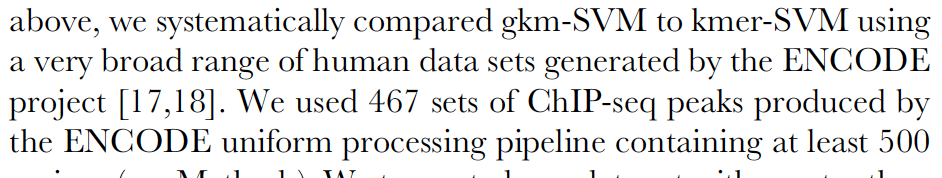 above, we systematically compared gkm-SVM to kmer-SVM using
a very broad range of human data sets generated by the ENCODE
project [17,18]. We used 467 sets of ChIP-seq peaks produced by
the ENCODE uniform processing pipeline containing at least 500